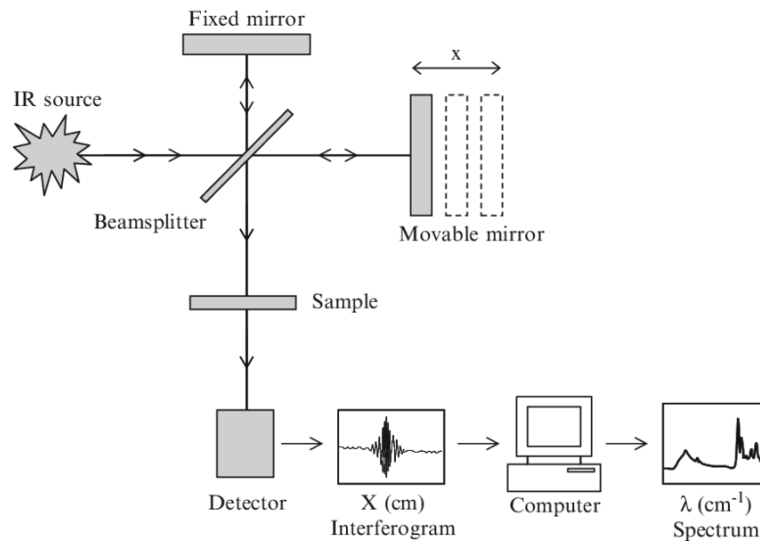 Fixed mirror
x
IR source
Beamsplitter
Movable mirror
Sample
Detector
X (cm)
Interferogram
Computer
λ (cm⁻¹)
Spectrum